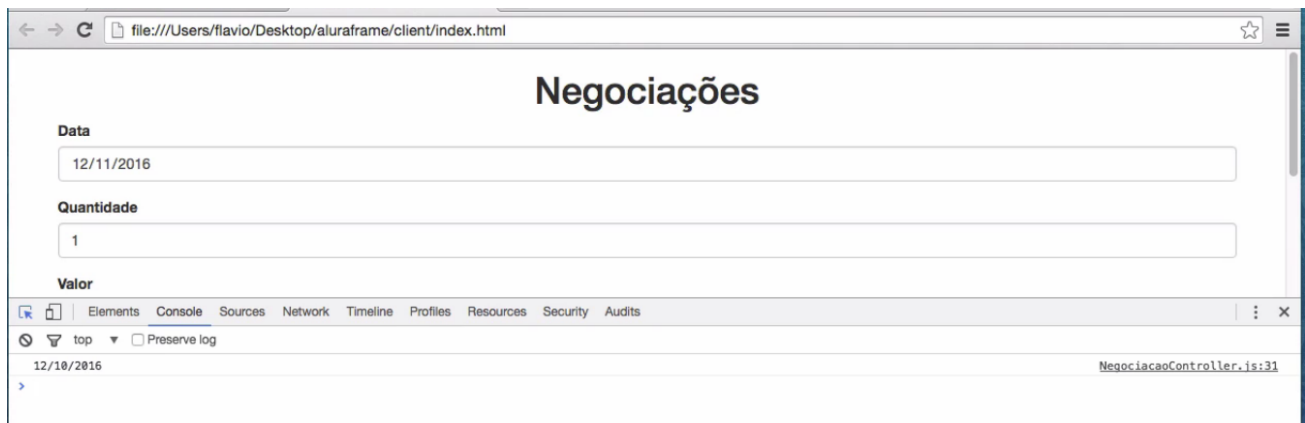 file:///Users/flavio/Desktop/aluraframe/client/index.html
Negociações
Data
12/11/2016
Quantidade
1
Valor
Elements Console Sources Network Timeline Profiles Resources Security Audits
top Preserve log
12/10/2016 NegociacaoController.js:31